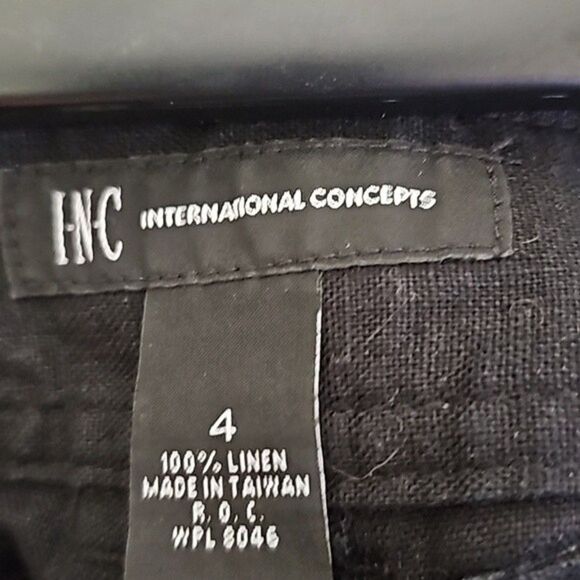 I·N·C INTERNATIONAL CONCEPTS
4
100% LINEN
MADE IN TAIWAN
R. O. C.
WPL 8046